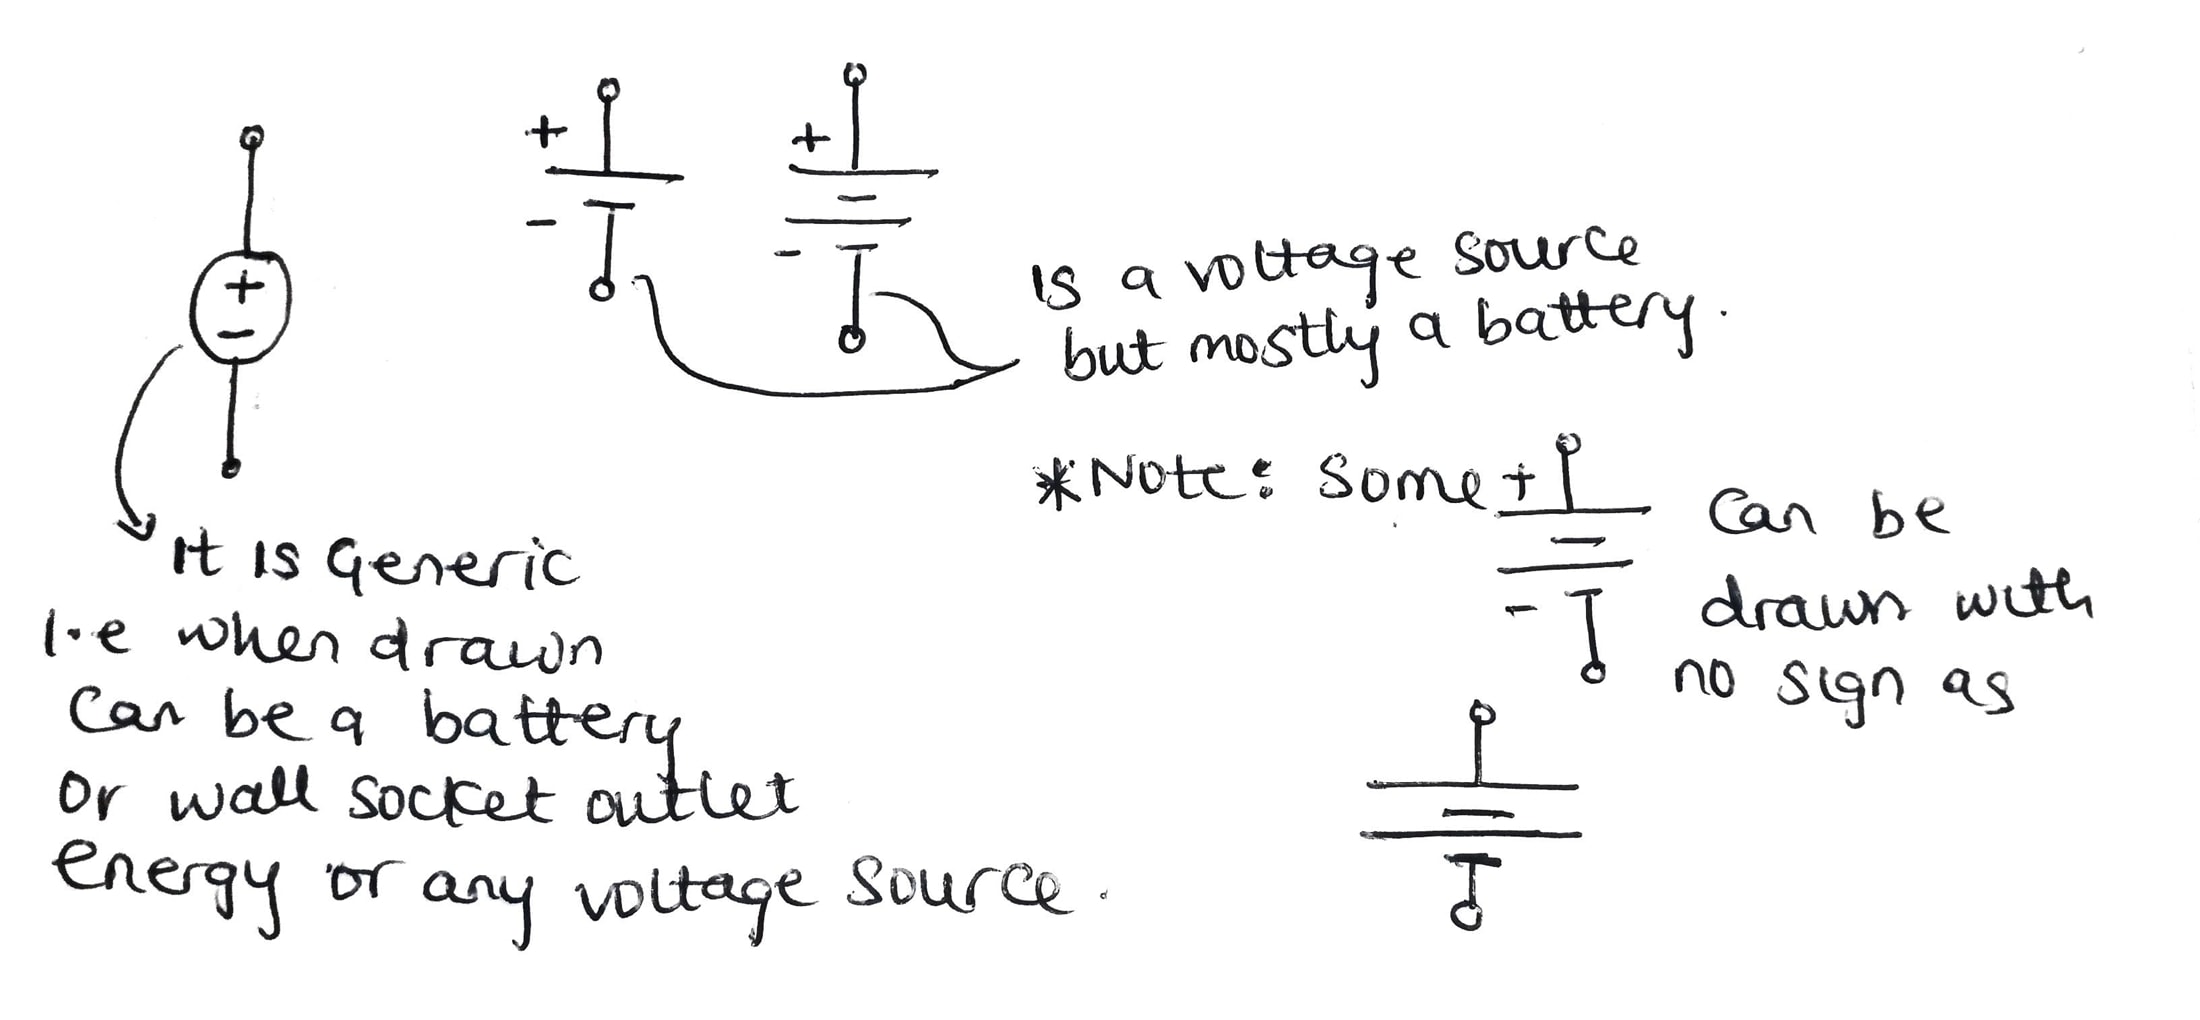 +
-
+
-
+
-
Is a voltage source
but mostly a battery.
It is Generic
I.e when drawn
Can be a battery
or wall socket outlet
energy or any voltage source.
*Note: Some + - Can be
drawn with
no sign as